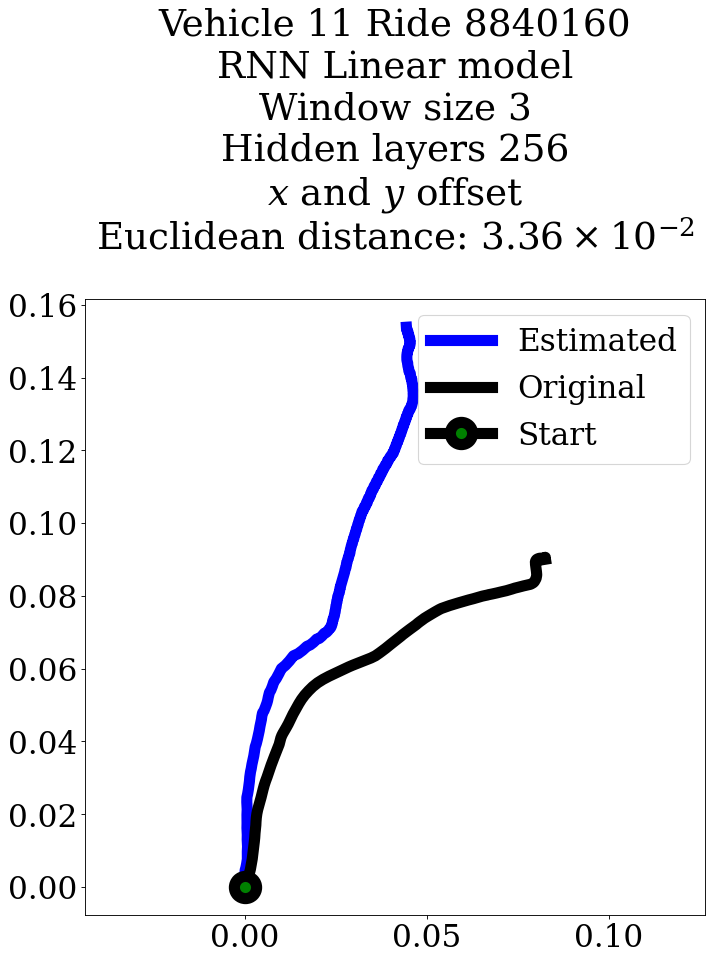 Vehicle 11 Ride 8840160
RNN Linear model
Window size 3
Hidden layers 256
x and y offset
Euclidean distance: 3.36 × 10⁻²
0.16
0.14
0.12
0.10
0.08
0.06
0.04
0.02
0.00
Estimated
Original
Start
0.00 0.05 0.10